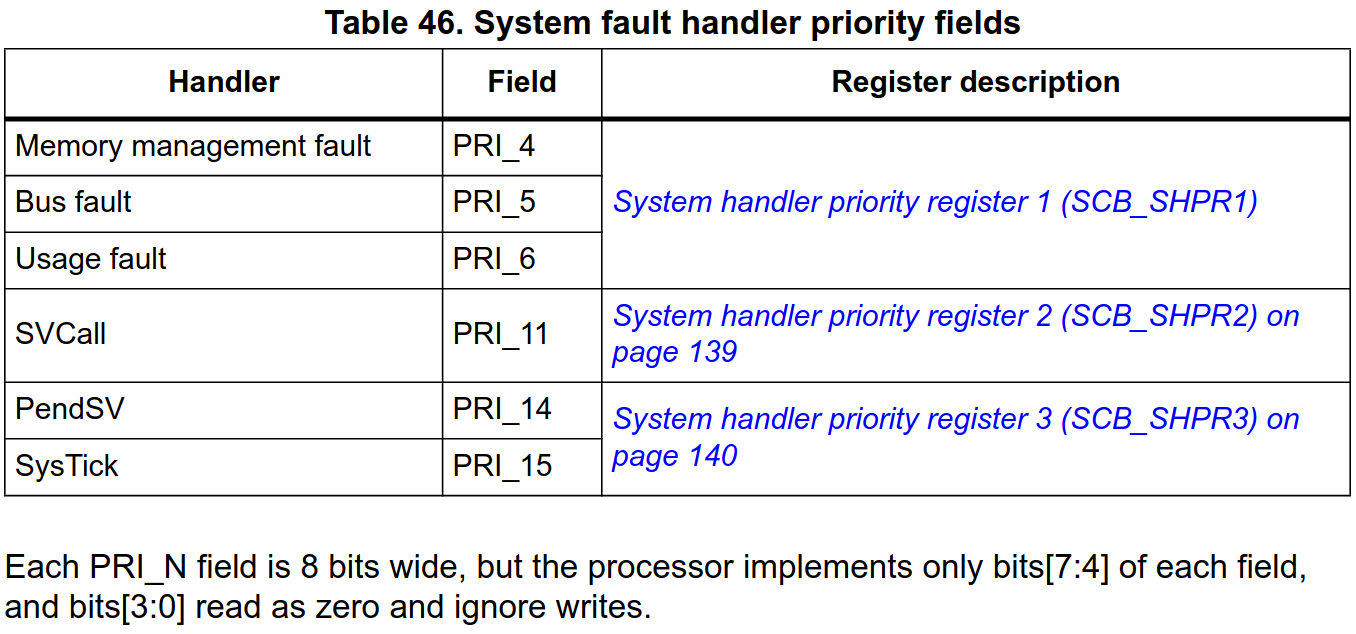 Table 46. System fault handler priority fields
Handler Field Register description
Memory management fault PRI_4
Bus fault PRI_5 System handler priority register 1 (SCB_SHPR1)
Usage fault PRI_6
SVCall PRI_11 System handler priority register 2 (SCB_SHPR2) on
page 139
PendSV PRI_14 System handler priority register 3 (SCB_SHPR3) on
page 140
SysTick PRI_15
Each PRI_N field is 8 bits wide, but the processor implements only bits[7:4] of each field,
and bits[3:0] read as zero and ignore writes.